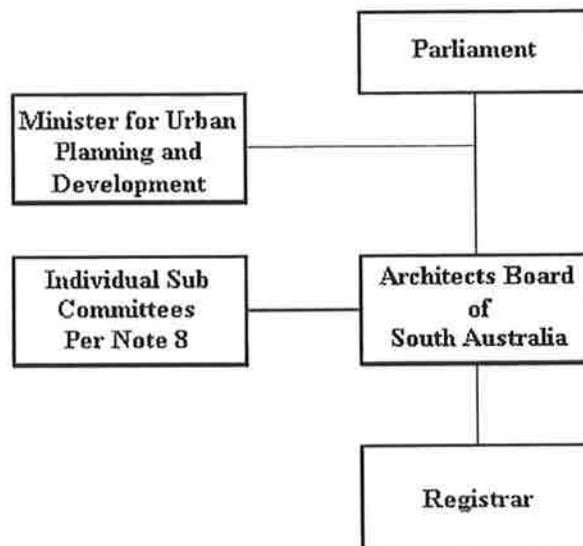 Parliament
Minister for Urban
Planning and
Development
Individual Sub
Committees
Per Note 8
Architects Board
of
South Australia
Registrar